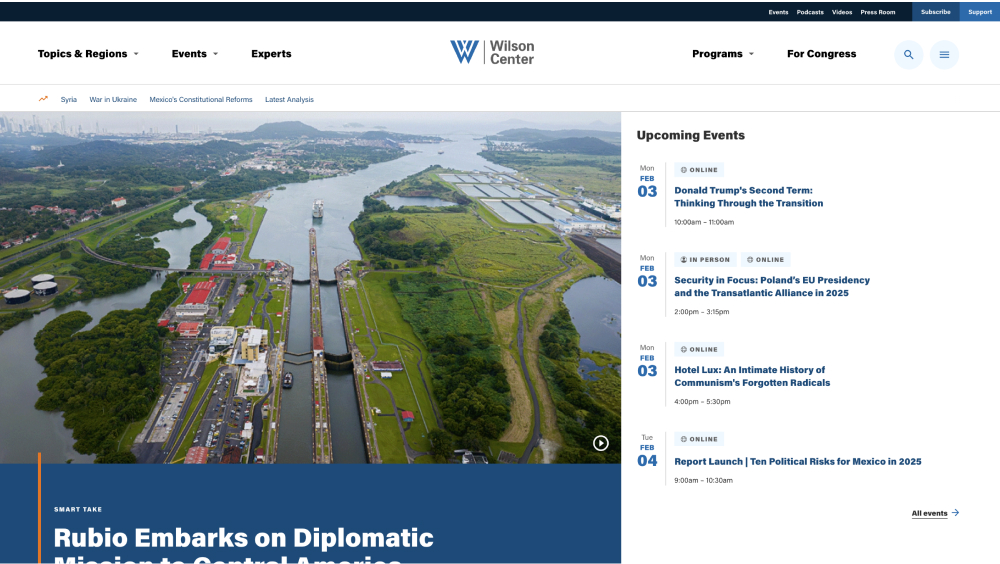 Events Podcasts Videos Press Room Subscribe Support
Topics & Regions Events Experts
Wilson
Center
Programs For Congress
Syria War in Ukraine Mexico's Constitutional Reforms Latest Analysis
Upcoming Events
Mon
FEB
03
ONLINE
Donald Trump's Second Term:
Thinking Through the Transition
10:00am – 11:00am
Mon
FEB
03
IN PERSON ONLINE
Security in Focus: Poland's EU Presidency
and the Transatlantic Alliance in 2025
2:00pm – 3:15pm
Mon
FEB
03
ONLINE
Hotel Lux: An Intimate History of
Communism's Forgotten Radicals
4:00pm – 5:30pm
Tue
FEB
04
ONLINE
Report Launch | Ten Political Risks for Mexico in 2025
9:00am – 10:30am
All events
SMART TAKE
Rubio Embarks on Diplomatic
Mission to Central America